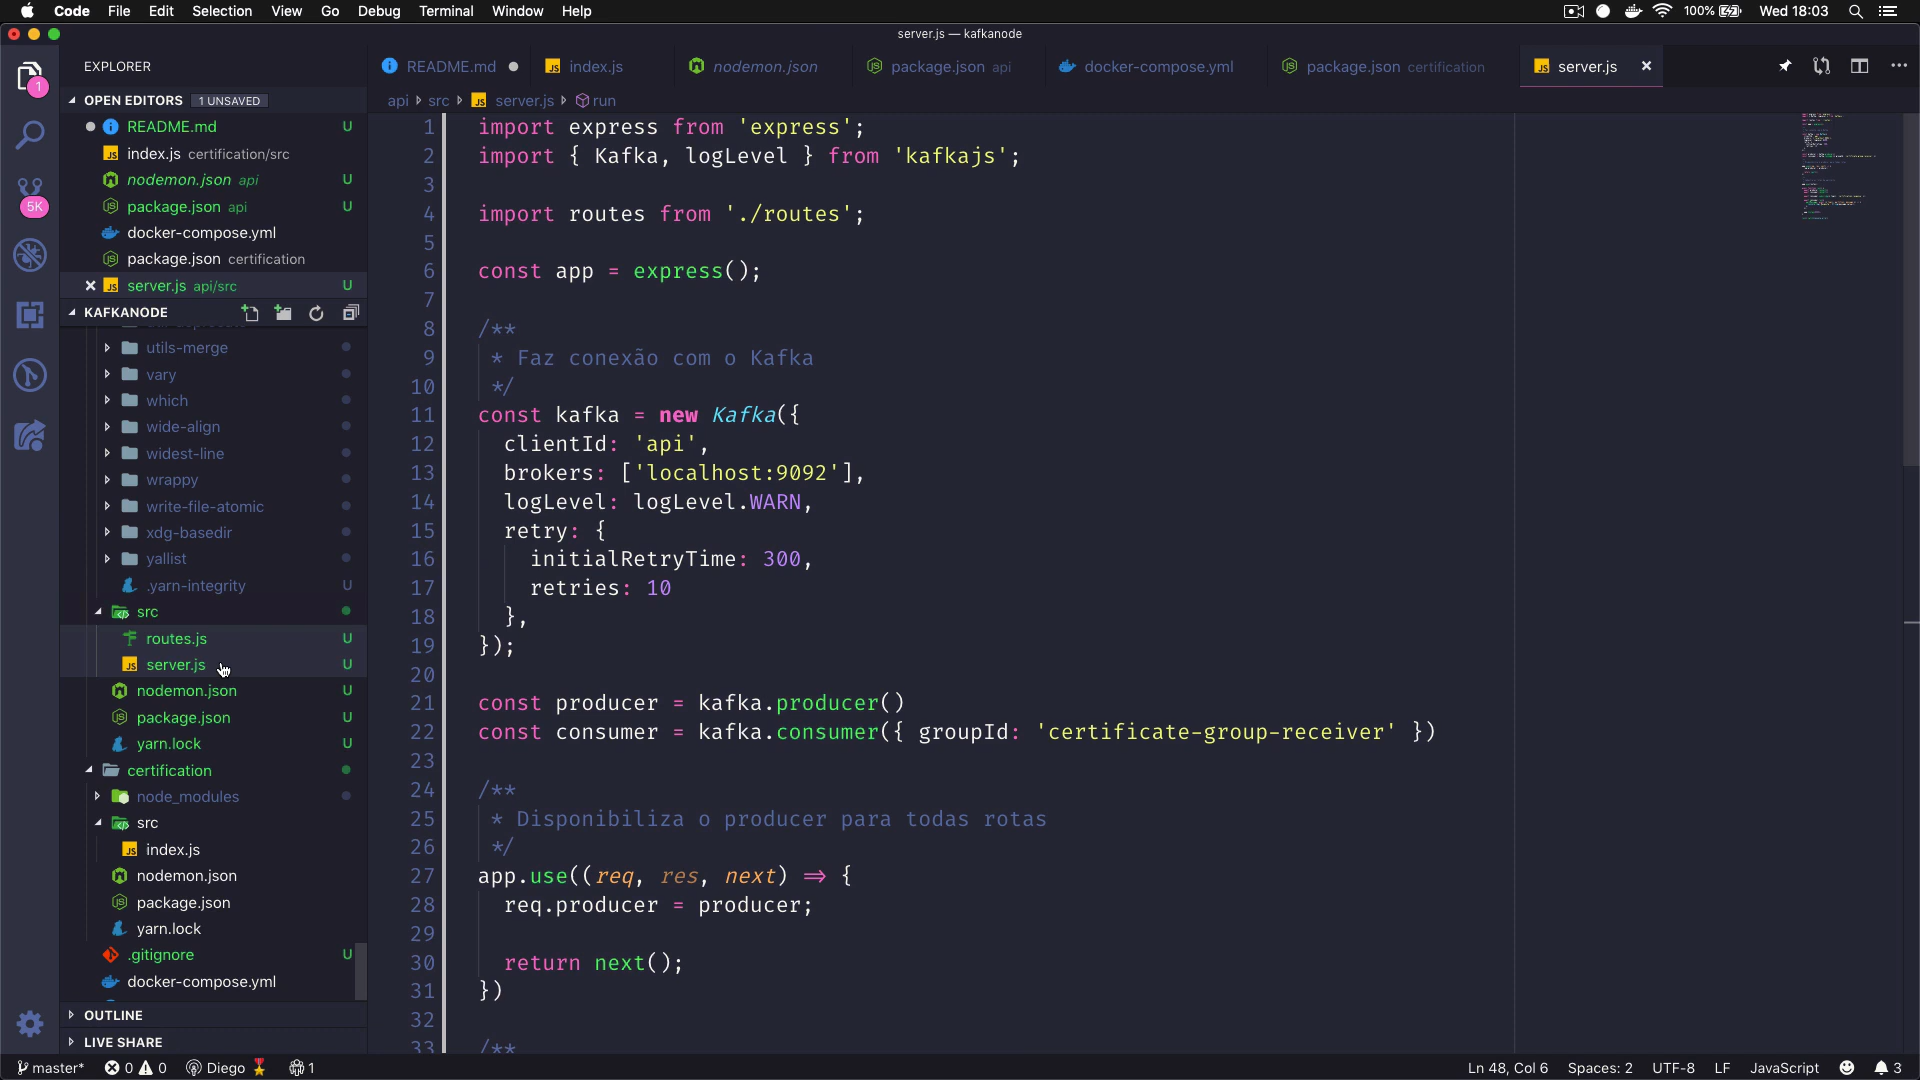 Code File Edit Selection View Go Debug Terminal Window Help 100% Wed 18:03
server.js — kafkanode
EXPLORER
OPEN EDITORS 1 UNSAVED
README.md U
index.js certification/src
nodemon.json api U
package.json api U
docker-compose.yml
package.json certification
server.js api/src U
KAFKANODE
utils-merge
vary
which
wide-align
widest-line
wrappy
write-file-atomic
xdg-basedir
yallist
.yarn-integrity U
src
routes.js U
server.js U
nodemon.json U
package.json U
yarn.lock U
certification
node_modules
src
index.js
nodemon.json
package.json
yarn.lock
.gitignore U
docker-compose.yml
OUTLINE
LIVE SHARE
1
5K
README.md index.js nodemon.json package.json api docker-compose.yml package.json certification server.js
api src server.js run
1 import express from 'express';
2 import { Kafka, logLevel } from 'kafkajs';
3
4 import routes from './routes';
5
6 const app = express();
7
8 /**
9 * Faz conexão com o Kafka
10 */
11 const kafka = new Kafka({
12 clientId: 'api',
13 brokers: ['localhost:9092'],
14 logLevel: logLevel.WARN,
15 retry: {
16 initialRetryTime: 300,
17 retries: 10
18 },
19 });
20
21 const producer = kafka.producer()
22 const consumer = kafka.consumer({ groupId: 'certificate-group-receiver' })
23
24 /**
25 * Disponibiliza o producer para todas rotas
26 */
27 app.use((req, res, next) => {
28 req.producer = producer;
29
30 return next();
31 })
32
33 /**
master* 0 0 Diego 1 Ln 48, Col 6 Spaces: 2 UTF-8 LF JavaScript 3